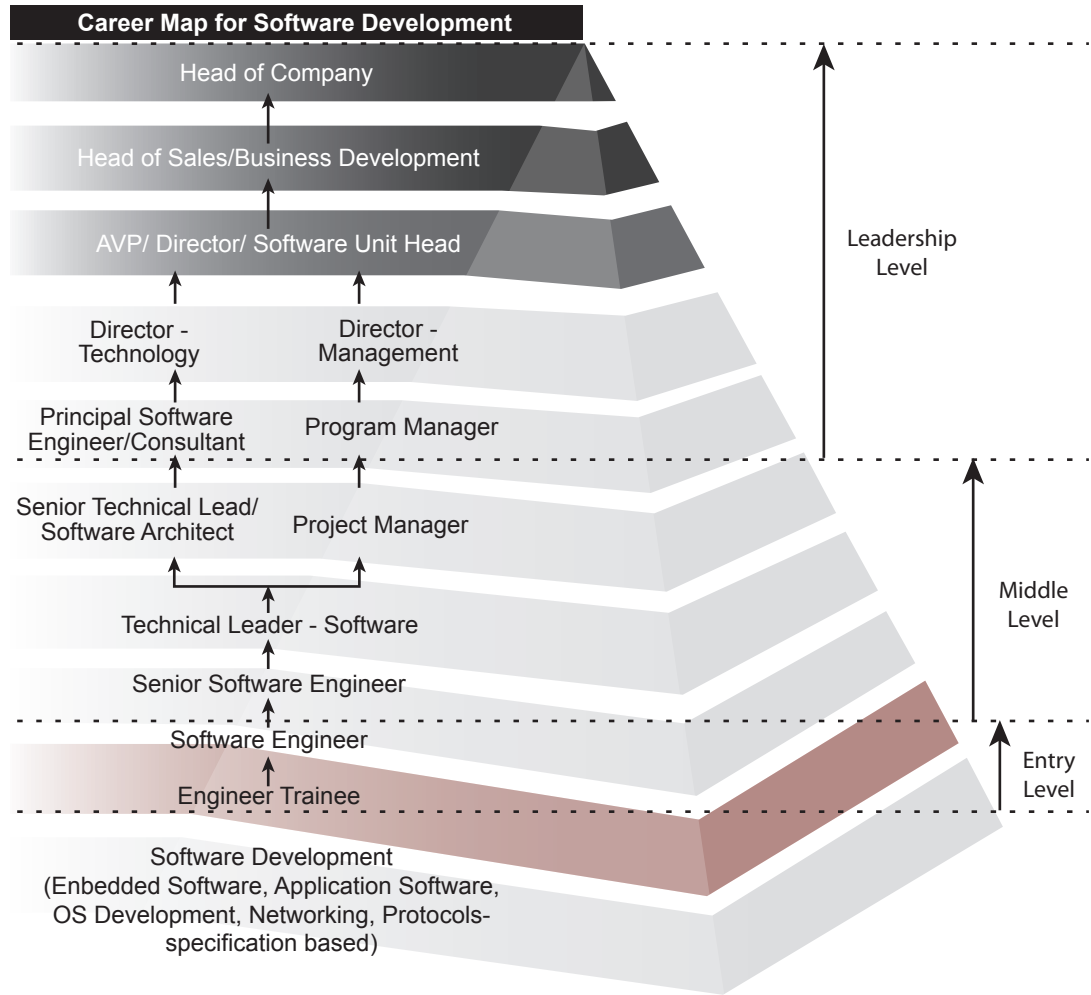 Career Map for Software Development
Head of Company
Head of Sales/Business Development
AVP/ Director/ Software Unit Head
Leadership
Level
Director -
Technology
Director -
Management
Principal Software
Engineer/Consultant
Program Manager
Senior Technical Lead/
Software Architect
Project Manager
Middle
Level
Technical Leader - Software
Senior Software Engineer
Software Engineer
Entry
Level
Engineer Trainee
Software Development
(Enbedded Software, Application Software,
OS Development, Networking, Protocols-
specification based)